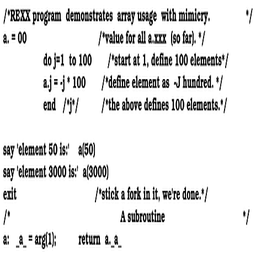 /*REXX program demonstrates array usage with mimicry. */
a. = 00 /*value for all a.xxx (so far). */
do j=1 to 100 /*start at 1, define 100 elements*/
a.j = -j * 100 /*define element as -J hundred. */
end /*j*/ /*the above defines 100 elements.*/
say 'element 50 is:' a(50)
say 'element 3000 is:' a(3000)
exit /*stick a fork in it, we're done.*/
/* A subroutine */
a: _a_ = arg(1); return a._a_